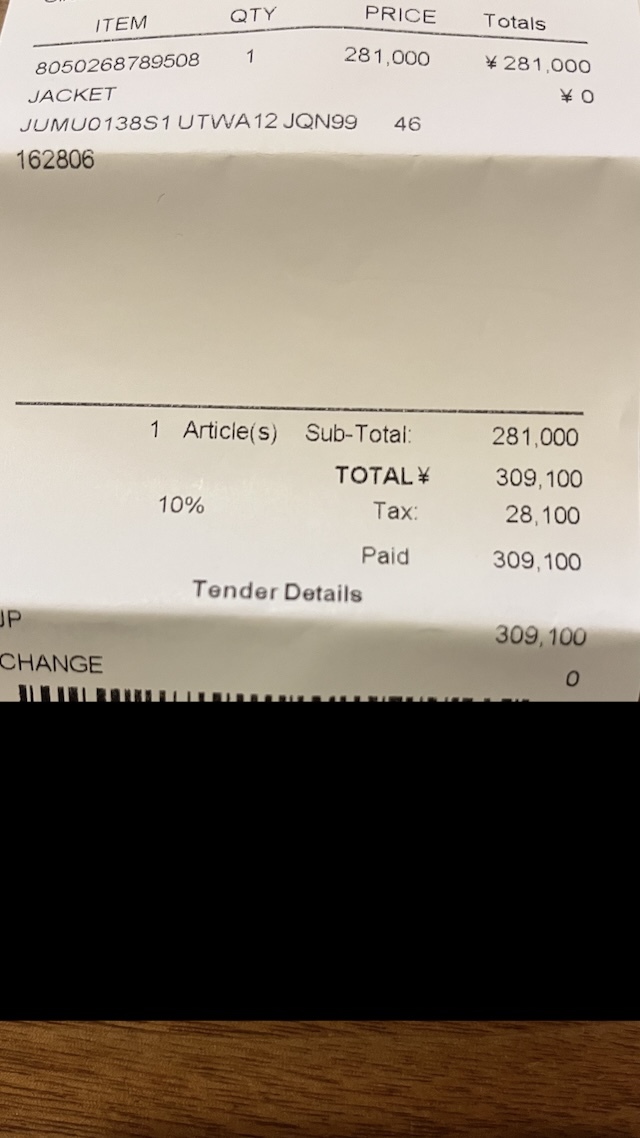 ITEM QTY PRICE Totals
8050268789508 1 281,000 ¥ 281,000
JACKET ¥ 0
JUMU0138S1 UTWA12 JQN99 46
162806
1 Article(s) Sub-Total: 281,000
TOTAL ¥ 309,100
10% Tax: 28,100
Paid 309,100
Tender Details
JP 309,100
CHANGE 0